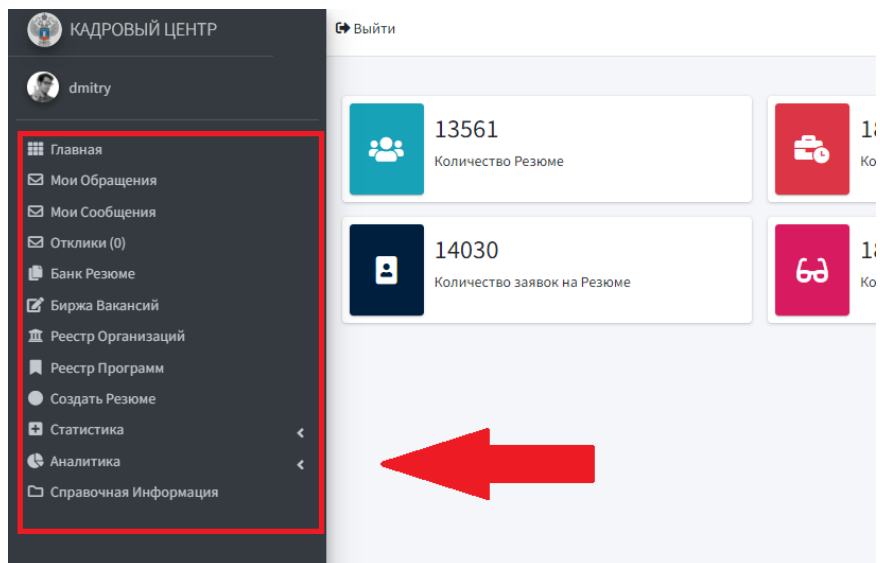 КАДРОВЫЙ ЦЕНТР
Выйти
dmitry
Главная
Мои Обращения
Мои Сообщения
Отклики (0)
Банк Резюме
Биржа Вакансий
Реестр Организаций
Реестр Программ
Создать Резюме
Статистика
Аналитика
Справочная Информация
13561
Количество Резюме
14030
Количество заявок на Резюме